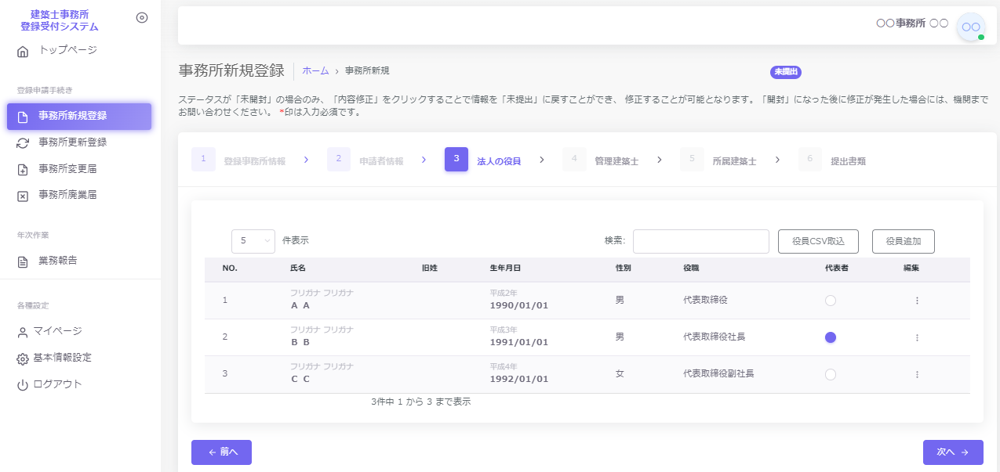 建築士事務所
登録受付システム
トップページ
登録申請手続き
事務所新規登録
事務所更新登録
事務所変更届
事務所廃業届
年次作業
業務報告
各種設定
マイページ
基本情報設定
ログアウト
〇〇事務所 〇〇
〇〇
事務所新規登録 ホーム › 事務所新規 未提出
ステータスが「未開封」の場合のみ、「内容修正」をクリックすることで情報を「未提出」に戻すことができ、 修正することが可能となります。「開封」になった後に修正が発生した場合には、機関まで
お問い合わせください。 *印は入力必須です。
1 登録事務所情報 › 2 申請者情報 › 3 法人の役員 › 4 管理建築士 › 5 所属建築士 › 6 提出書類
5 件表示 検索: 役員CSV取込 役員追加
NO. 氏名 旧姓 生年月日 性別 役職 代表者 編集
フリガナ フリガナ 平成2年
1 A A 1990/01/01 男 代表取締役
フリガナ フリガナ 平成3年
2 B B 1991/01/01 男 代表取締役社長
フリガナ フリガナ 平成4年
3 C C 1992/01/01 女 代表取締役副社長
3件中 1 から 3 まで表示
← 前へ 次へ →